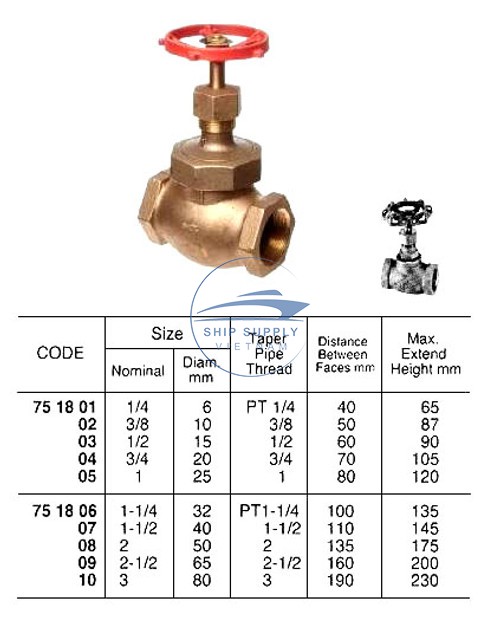 SHIP SUPPLY
VIETNAM
CODE Size Taper Pipe Thread Distance Between Faces mm Max. Extend Height mm
Nominal Diam. mm
75 18 01 1/4 6 PT 1/4 40 65
02 3/8 10 3/8 50 87
03 1/2 15 1/2 60 90
04 3/4 20 3/4 70 105
05 1 25 1 80 120
75 18 06 1-1/4 32 PT1-1/4 100 135
07 1-1/2 40 1-1/2 110 145
08 2 50 2 135 175
09 2-1/2 65 2-1/2 160 200
10 3 80 3 190 230